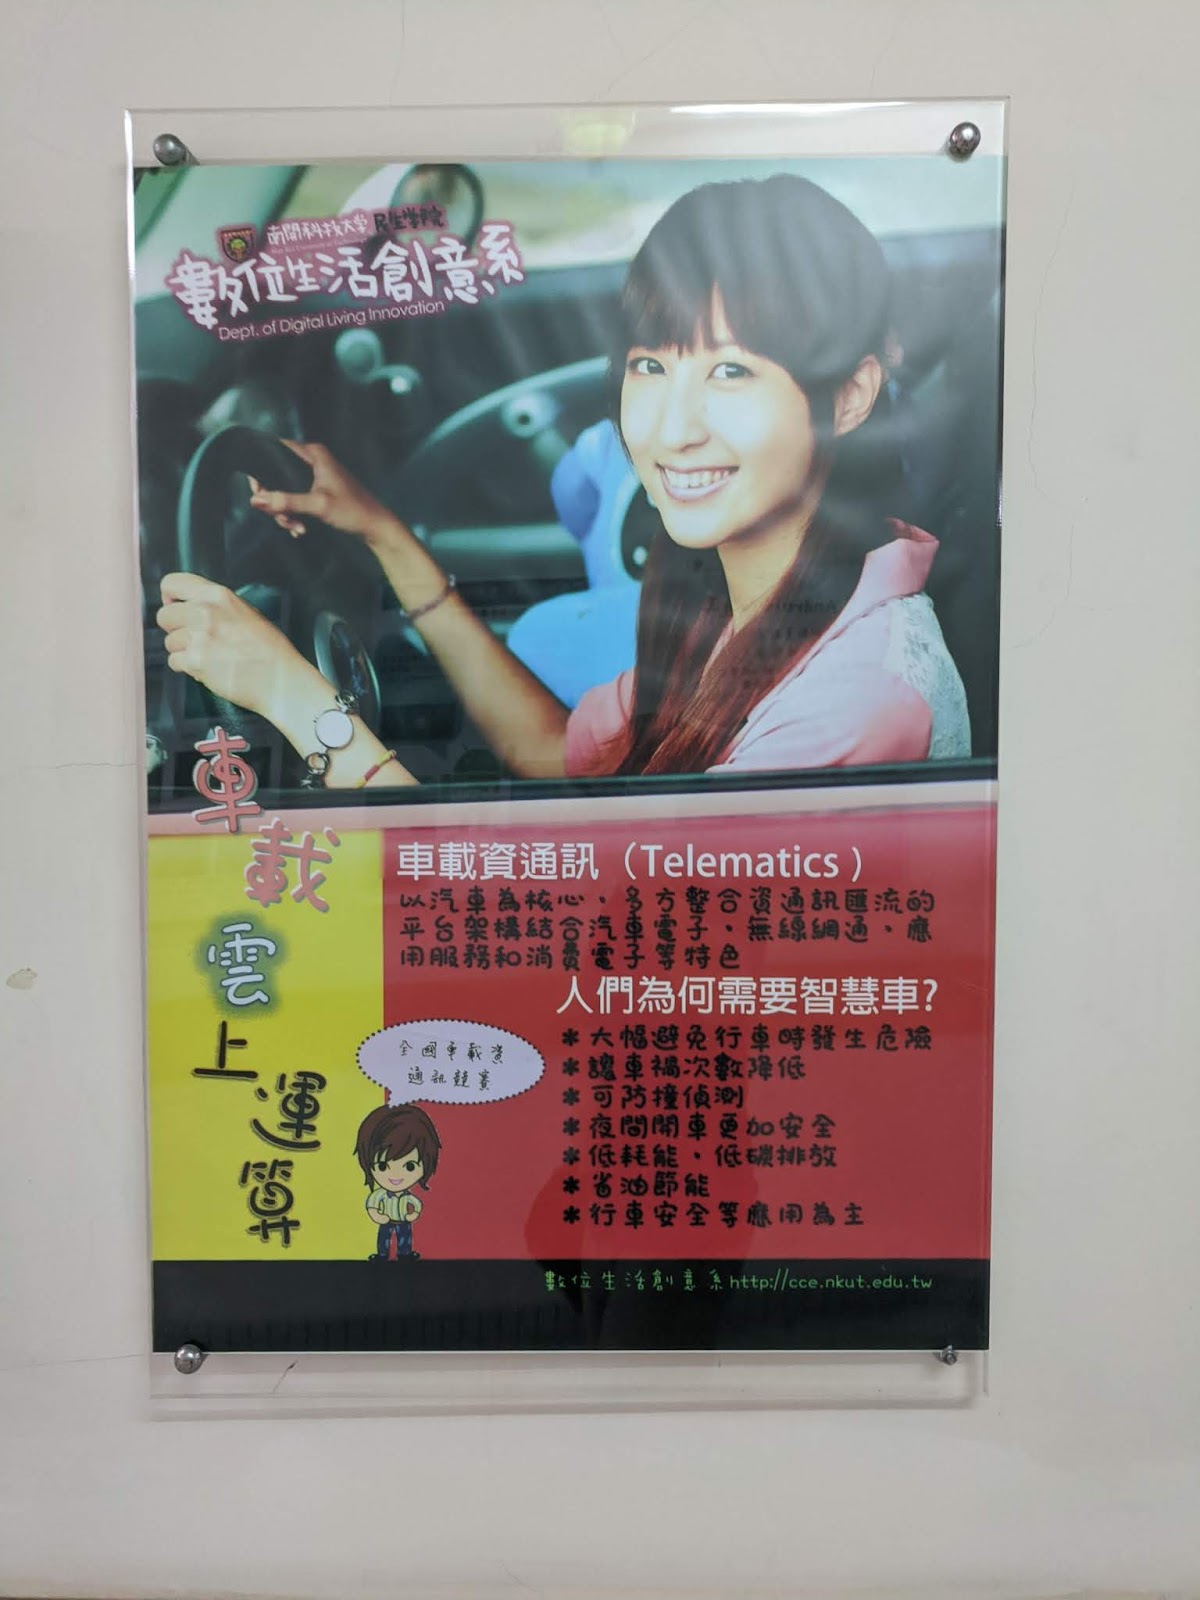 南開科技大學 民生學院
數位生活創意系
Dept. of Digital Living Innovation
車載雲上運算
車載資通訊（Telematics）
以汽車為核心，多方整合資通訊匯流的
平台架構結合汽車電子，無線網通，應
用服務和消費電子等特色
人們為何需要智慧車?
＊大幅避免行車時發生危險
＊讓車禍次數降低
＊可防撞偵測
＊夜間開車更加安全
＊低耗能，低碳排放
＊省油節能
＊行車安全等應用為主
全國車載資
通訊競賽
數位生活創意系http://cce.nkut.edu.tw